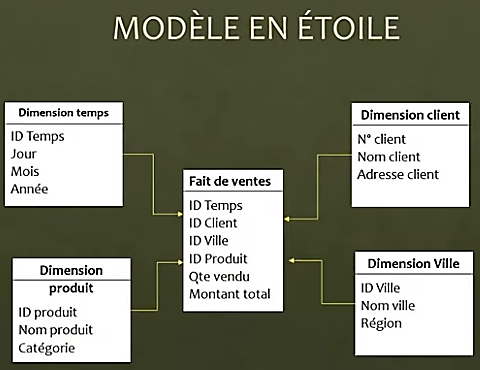 MODÈLE EN ÉTOILE
Dimension temps
ID Temps
Jour
Mois
Année
Dimension client
N° client
Nom client
Adresse client
Fait de ventes
ID Temps
ID Client
ID Ville
ID Produit
Qte vendu
Montant total
Dimension
produit
ID produit
Nom produit
Catégorie
Dimension Ville
ID Ville
Nom ville
Région